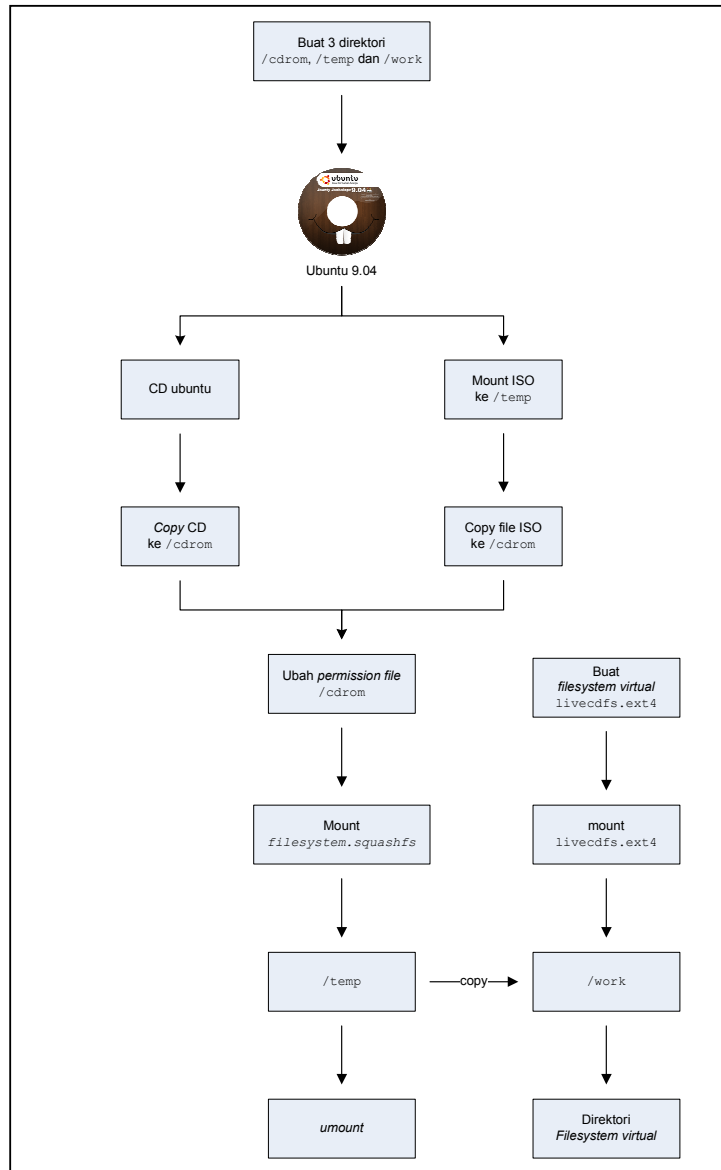 Buat 3 direktori
/cdrom, /temp dan /work
ubuntu
Ubuntu 9.04
CD ubuntu
Mount ISO
ke /temp
Copy CD
ke /cdrom
Copy file ISO
ke /cdrom
Ubah permission file
/cdrom
Buat
filesystem virtual
livecdfs.ext4
Mount
filesystem.squashfs
mount
livecdfs.ext4
/temp
copy
/work
umount
Direktori
Filesystem virtual